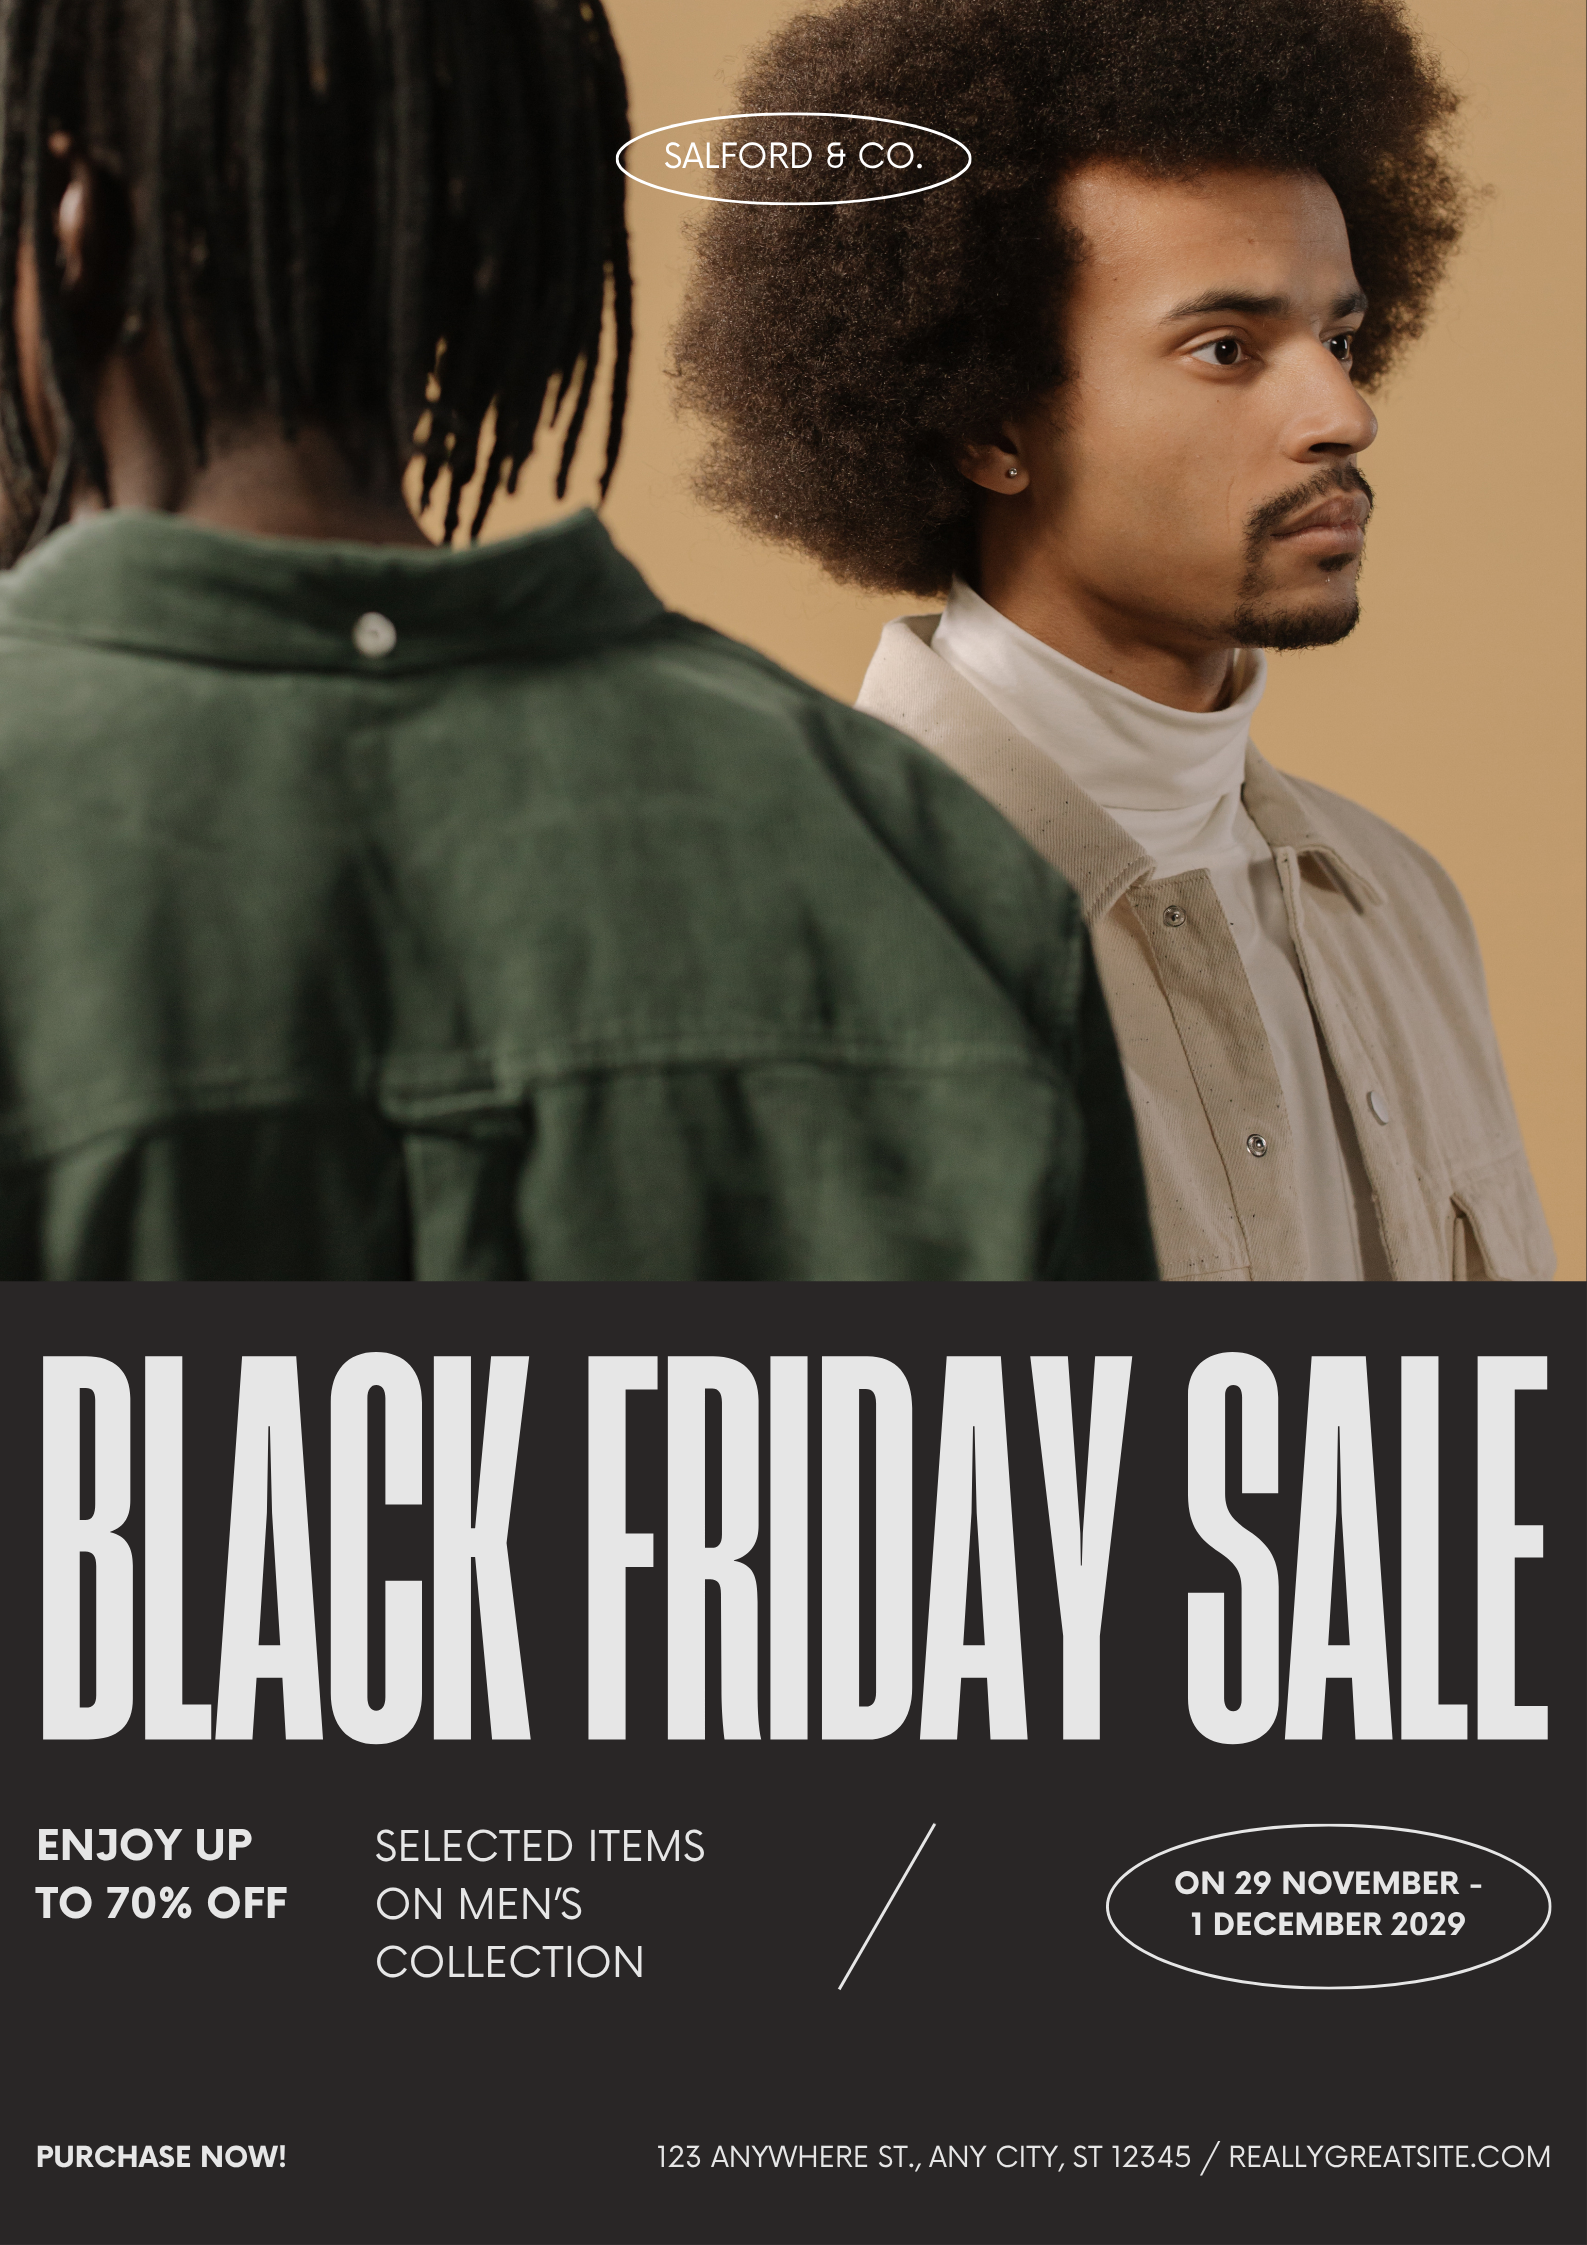 SALFORD & CO.
BLACK FRIDAY SALE
ENJOY UP
TO 70% OFF
SELECTED ITEMS
ON MEN’S
COLLECTION
ON 29 NOVEMBER -
1 DECEMBER 2029
PURCHASE NOW!
123 ANYWHERE ST., ANY CITY, ST 12345 / REALLYGREATSITE.COM